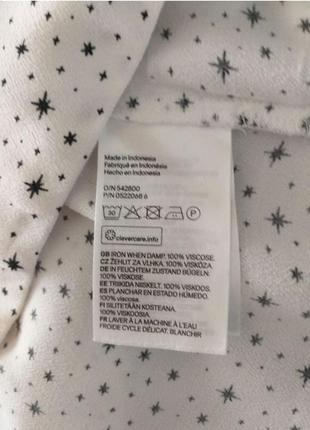 Made in Indonesia
Fabriqué en Indonésie
Hecho en Indonesia
O/N 542800
P/N 0522068 6
30 P
clevercare.info
GB IRON WHEN DAMP. 100% VISCOSE.
CZ ŽEHLIT ZA VLHKA. 100% VISKÓZA
DE IN FEUCHTEM ZUSTAND BÜGELN.
100% VISKOSE.
EE TRIIKIDA NIISKELT. 100% VISKOOS
ES PLANCHAR EN ESTADO HÚMEDO.
100% viscosa.
FI SILITETÄÄN KOSTEANA.
100% VISKOOSIA
FR LAVER À LA MACHINE À L'EAU
FROIDE CYCLE DÉLICAT. BLANCHIR